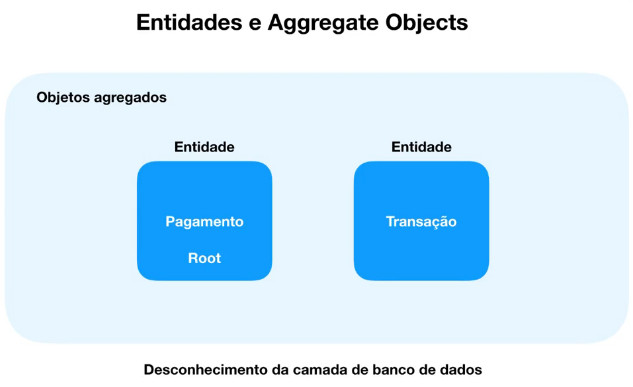 Entidades e Aggregate Objects
Objetos agregados
Entidade
Entidade
Pagamento
Root
Transação
Desconhecimento da camada de banco de dados